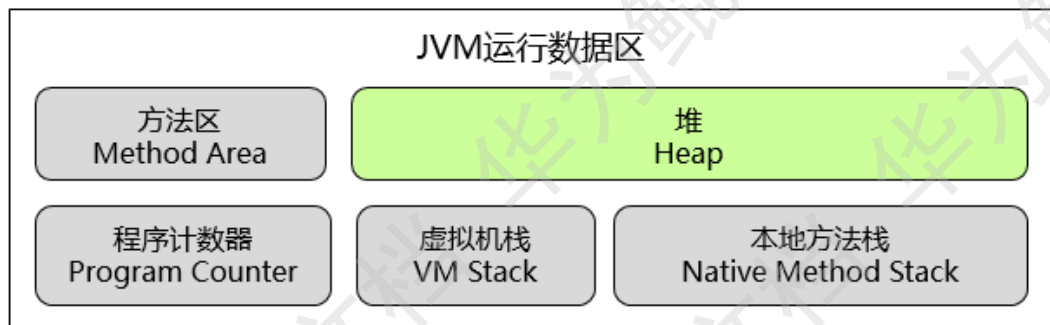 JVM运行数据区
方法区
Method Area
堆
Heap
程序计数器
Program Counter
虚拟机栈
VM Stack
本地方法栈
Native Method Stack